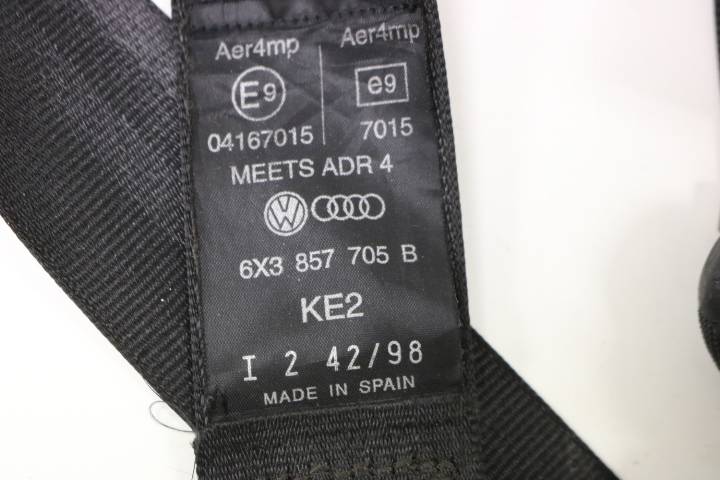 Aer4mp Aer4mp
E9 e9
04167015 7015
MEETS ADR 4
VW
6X3 857 705 B
KE2
I 2 42/98
MADE IN SPAIN